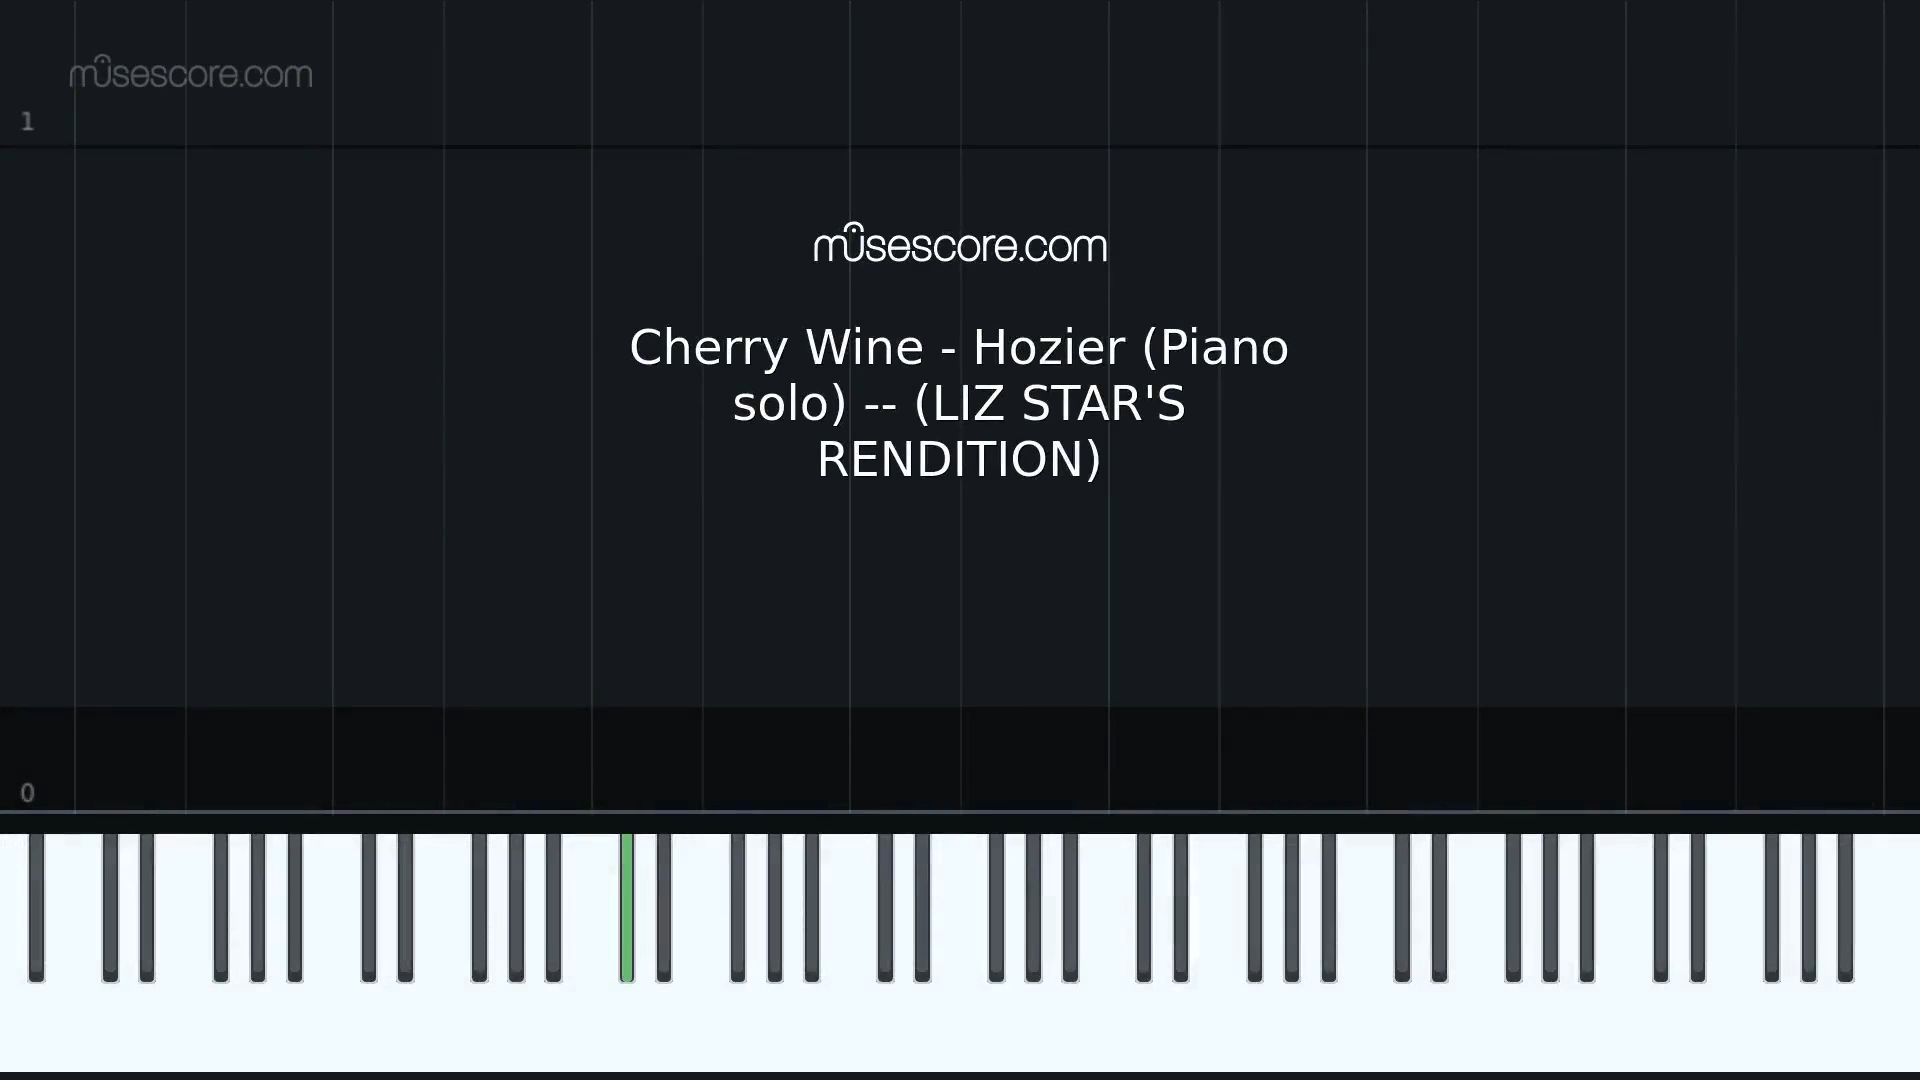 musescore.com
1
musescore.com
Cherry Wine - Hozier (Piano
solo) -- (LIZ STAR'S
RENDITION)
0